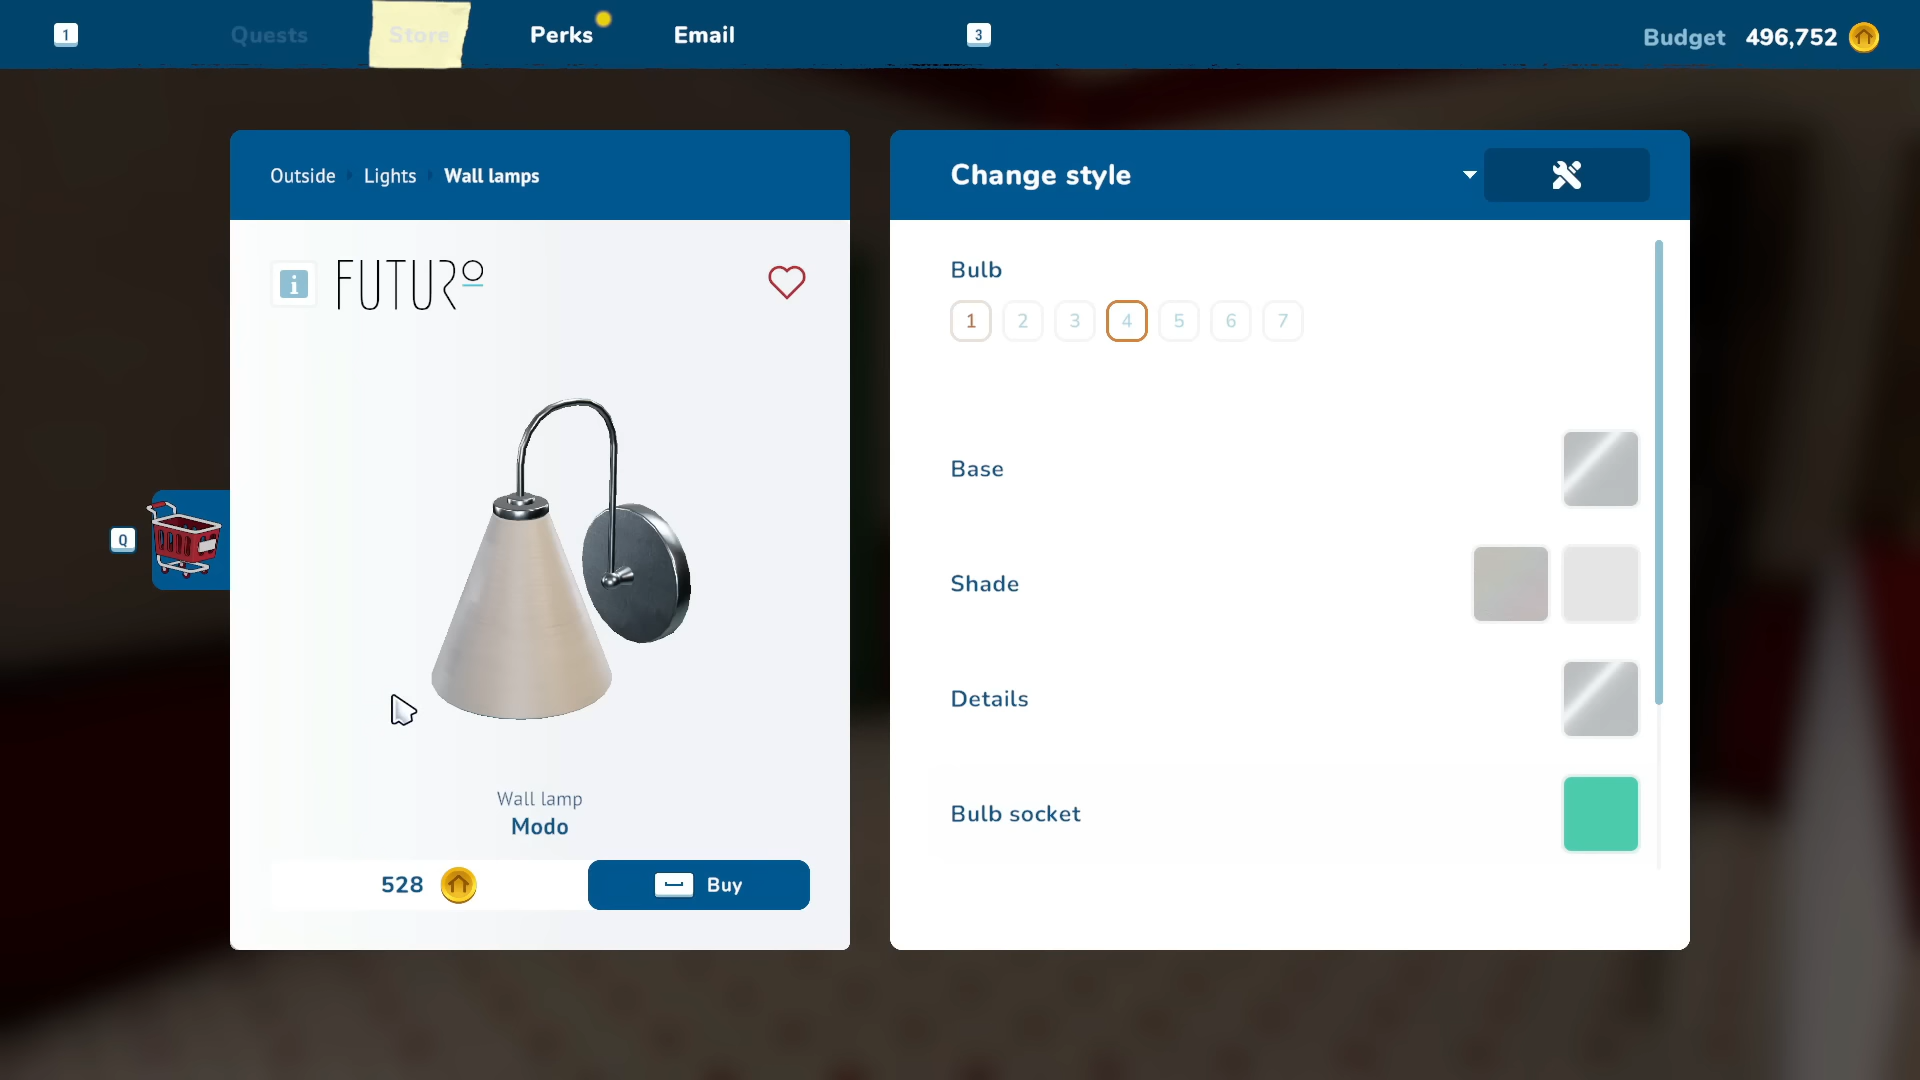 1
Quests
Store
Perks
Email
3
Budget 496,752
Outside
Lights
Wall lamps
i
FUTURO
Q
Wall lamp
Modo
528
Buy
Change style
Bulb
1 2 3 4 5 6 7
Base
Shade
Details
Bulb socket